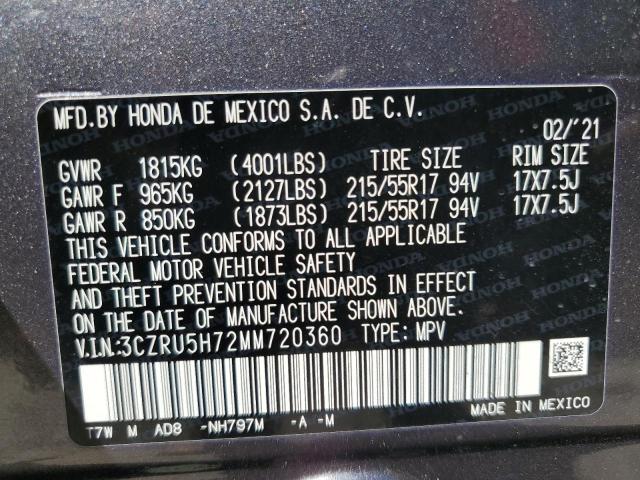 MFD. BY HONDA DE MEXICO S.A. DE C.V.
02/'21
GVWR 1815KG (4001LBS) TIRE SIZE RIM SIZE
GAWR F 965KG (2127LBS) 215/55R17 94V 17X7.5J
GAWR R 850KG (1873LBS) 215/55R17 94V 17X7.5J
THIS VEHICLE CONFORMS TO ALL APPLICABLE
FEDERAL MOTOR VEHICLE SAFETY
AND THEFT PREVENTION STANDARDS IN EFFECT
ON THE DATE OF MANUFACTURE SHOWN ABOVE.
V.I.N:3CZRU5H72MM720360 TYPE: MPV
T7W M AD8 -NH797M -A -M
MADE IN MEXICO